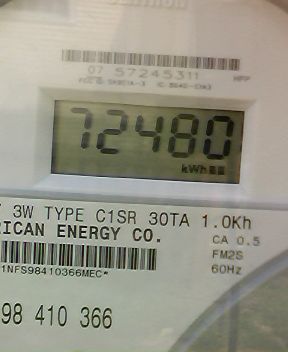 07 57245311
72480
kWh
3W TYPE C1SR 30TA 1.0Kh
RICAN ENERGY CO.
CA 0.5
FM2S
60Hz
1NFS98410366MEC*
98 410 366